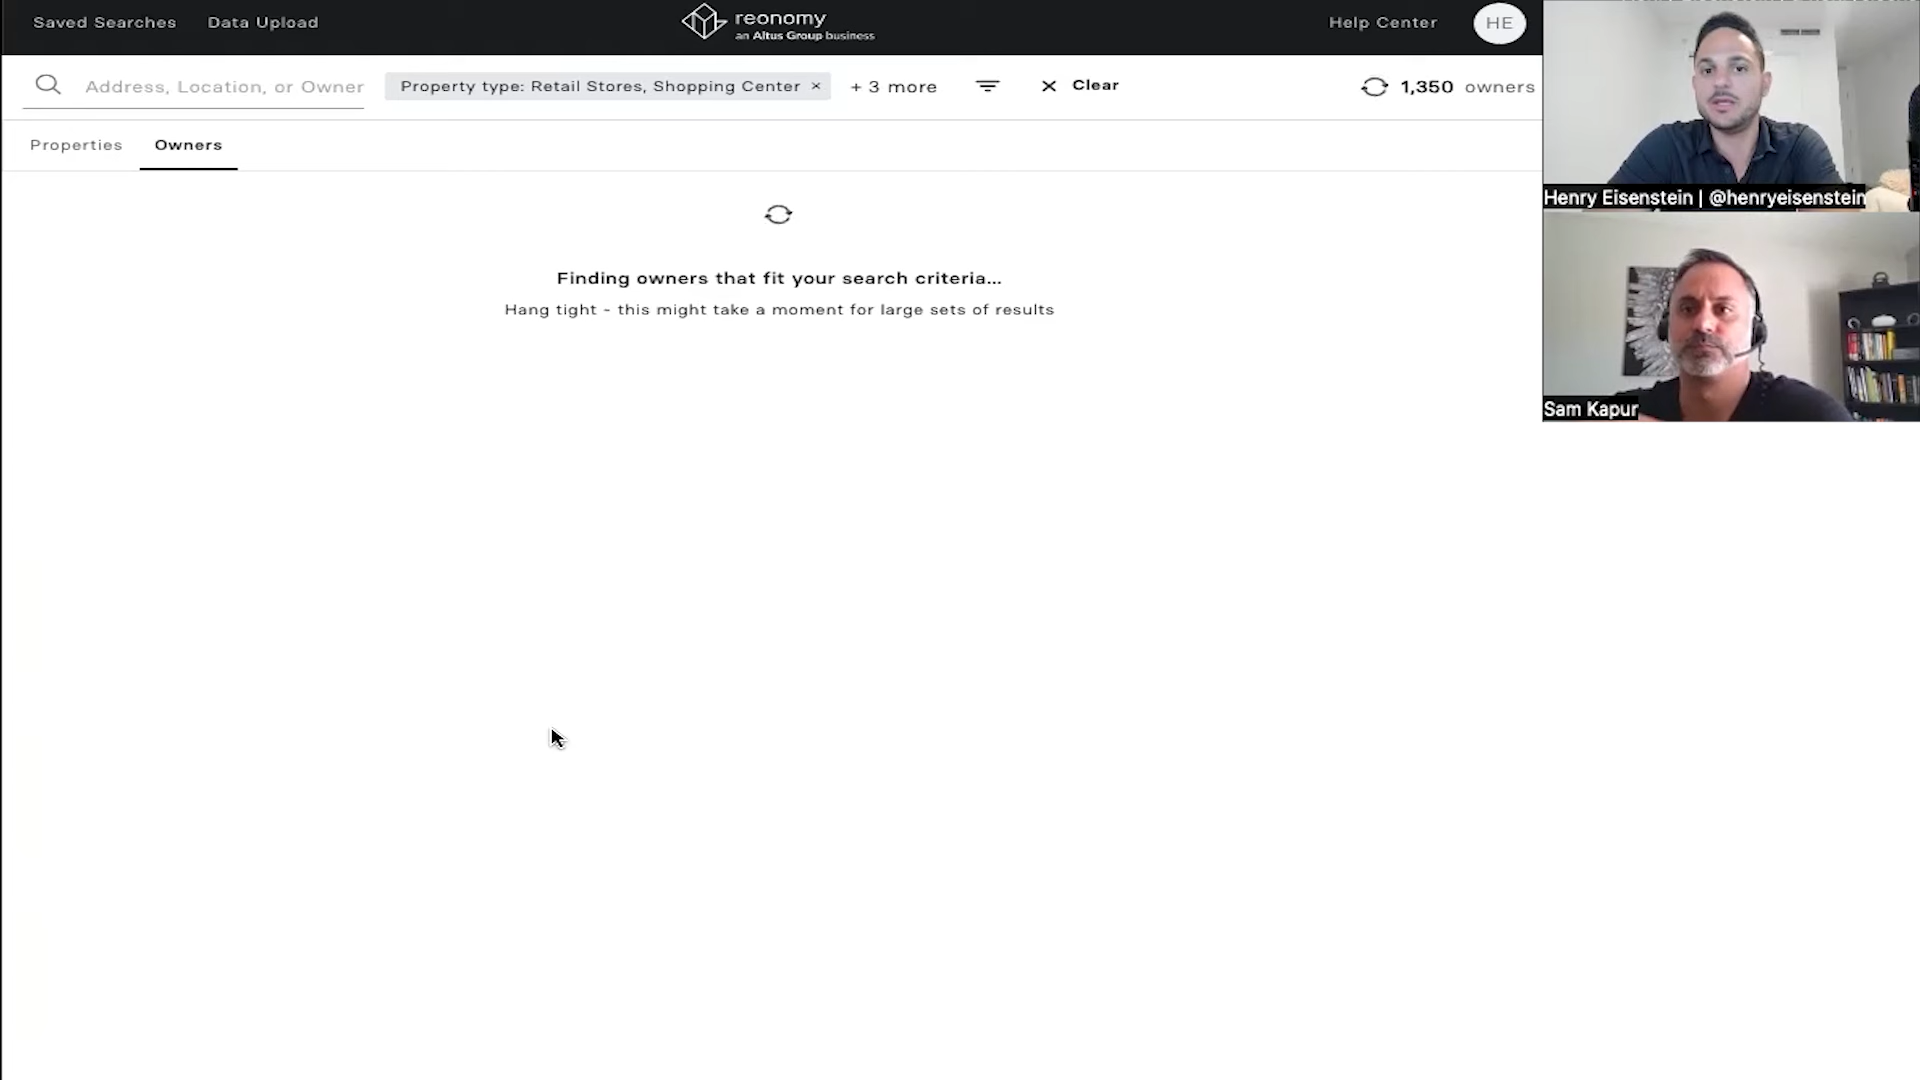 Saved Searches
Data Upload
reonomy
an Altus Group business
Help Center
HE
Address, Location, or Owner
Property type: Retail Stores, Shopping Center ×
+ 3 more
Clear
1,350 owners
Properties
Owners
Finding owners that fit your search criteria...
Hang tight - this might take a moment for large sets of results
Henry Eisenstein | @henryeisenstein
Sam Kapur